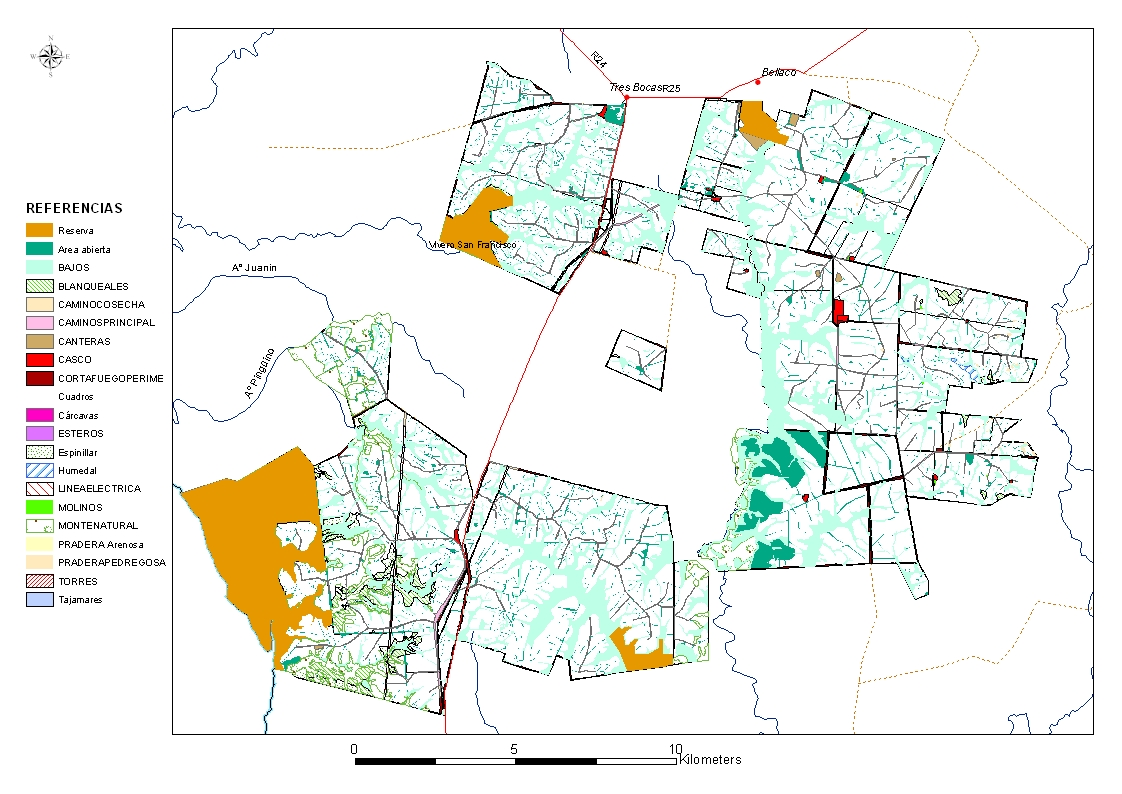 N
W E
S
R24
Tres Bocas R25
Bellaco
Vivero San Francisco
Aº Juanin
Aº Pingüino
REFERENCIAS
Reserva
Area abierta
BAJOS
BLANQUEALES
CAMINOCOSECHA
CAMINOSPRINCIPAL
CANTERAS
CASCO
CORTAFUEGOPERIME
Cuadros
Cárcavas
ESTEROS
Espinillar
Humedal
LINEAELECTRICA
MOLINOS
MONTENATURAL
PRADERA Arenosa
PRADERAPEDREGOSA
TORRES
Tajamares
0 5 10
Kilometers